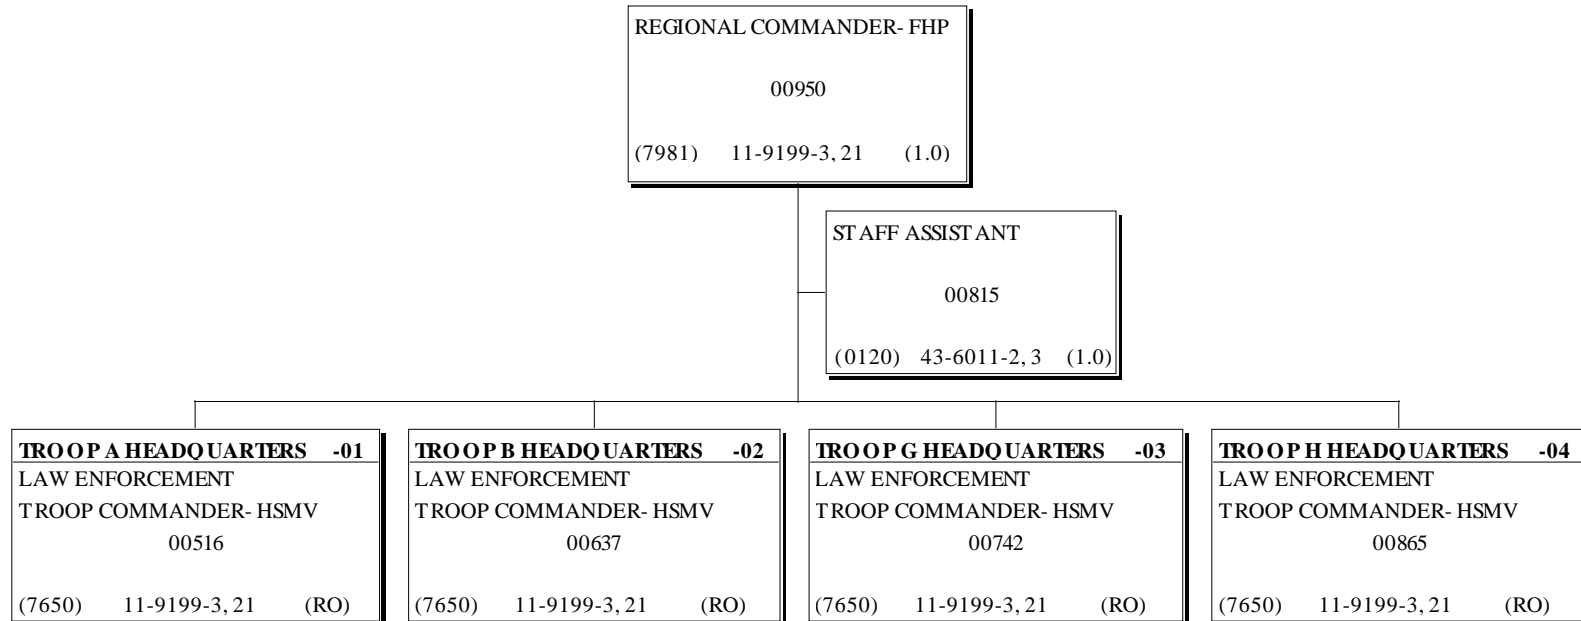 REGIONAL COMMANDER- FHP
00950
(7981) 11-9199-3, 21 (1.0)
STAFF ASSISTANT
00815
(0120) 43-6011-2, 3 (1.0)
TROOP A HEADQUARTERS -01
LAW ENFORCEMENT
TROOP COMMANDER- HSMV
00516
(7650) 11-9199-3, 21 (RO)
TROOP B HEADQUARTERS -02
LAW ENFORCEMENT
TROOP COMMANDER- HSMV
00637
(7650) 11-9199-3, 21 (RO)
TROOP G HEADQUARTERS -03
LAW ENFORCEMENT
TROOP COMMANDER- HSMV
00742
(7650) 11-9199-3, 21 (RO)
TROOP H HEADQUARTERS -04
LAW ENFORCEMENT
TROOP COMMANDER- HSMV
00865
(7650) 11-9199-3, 21 (RO)